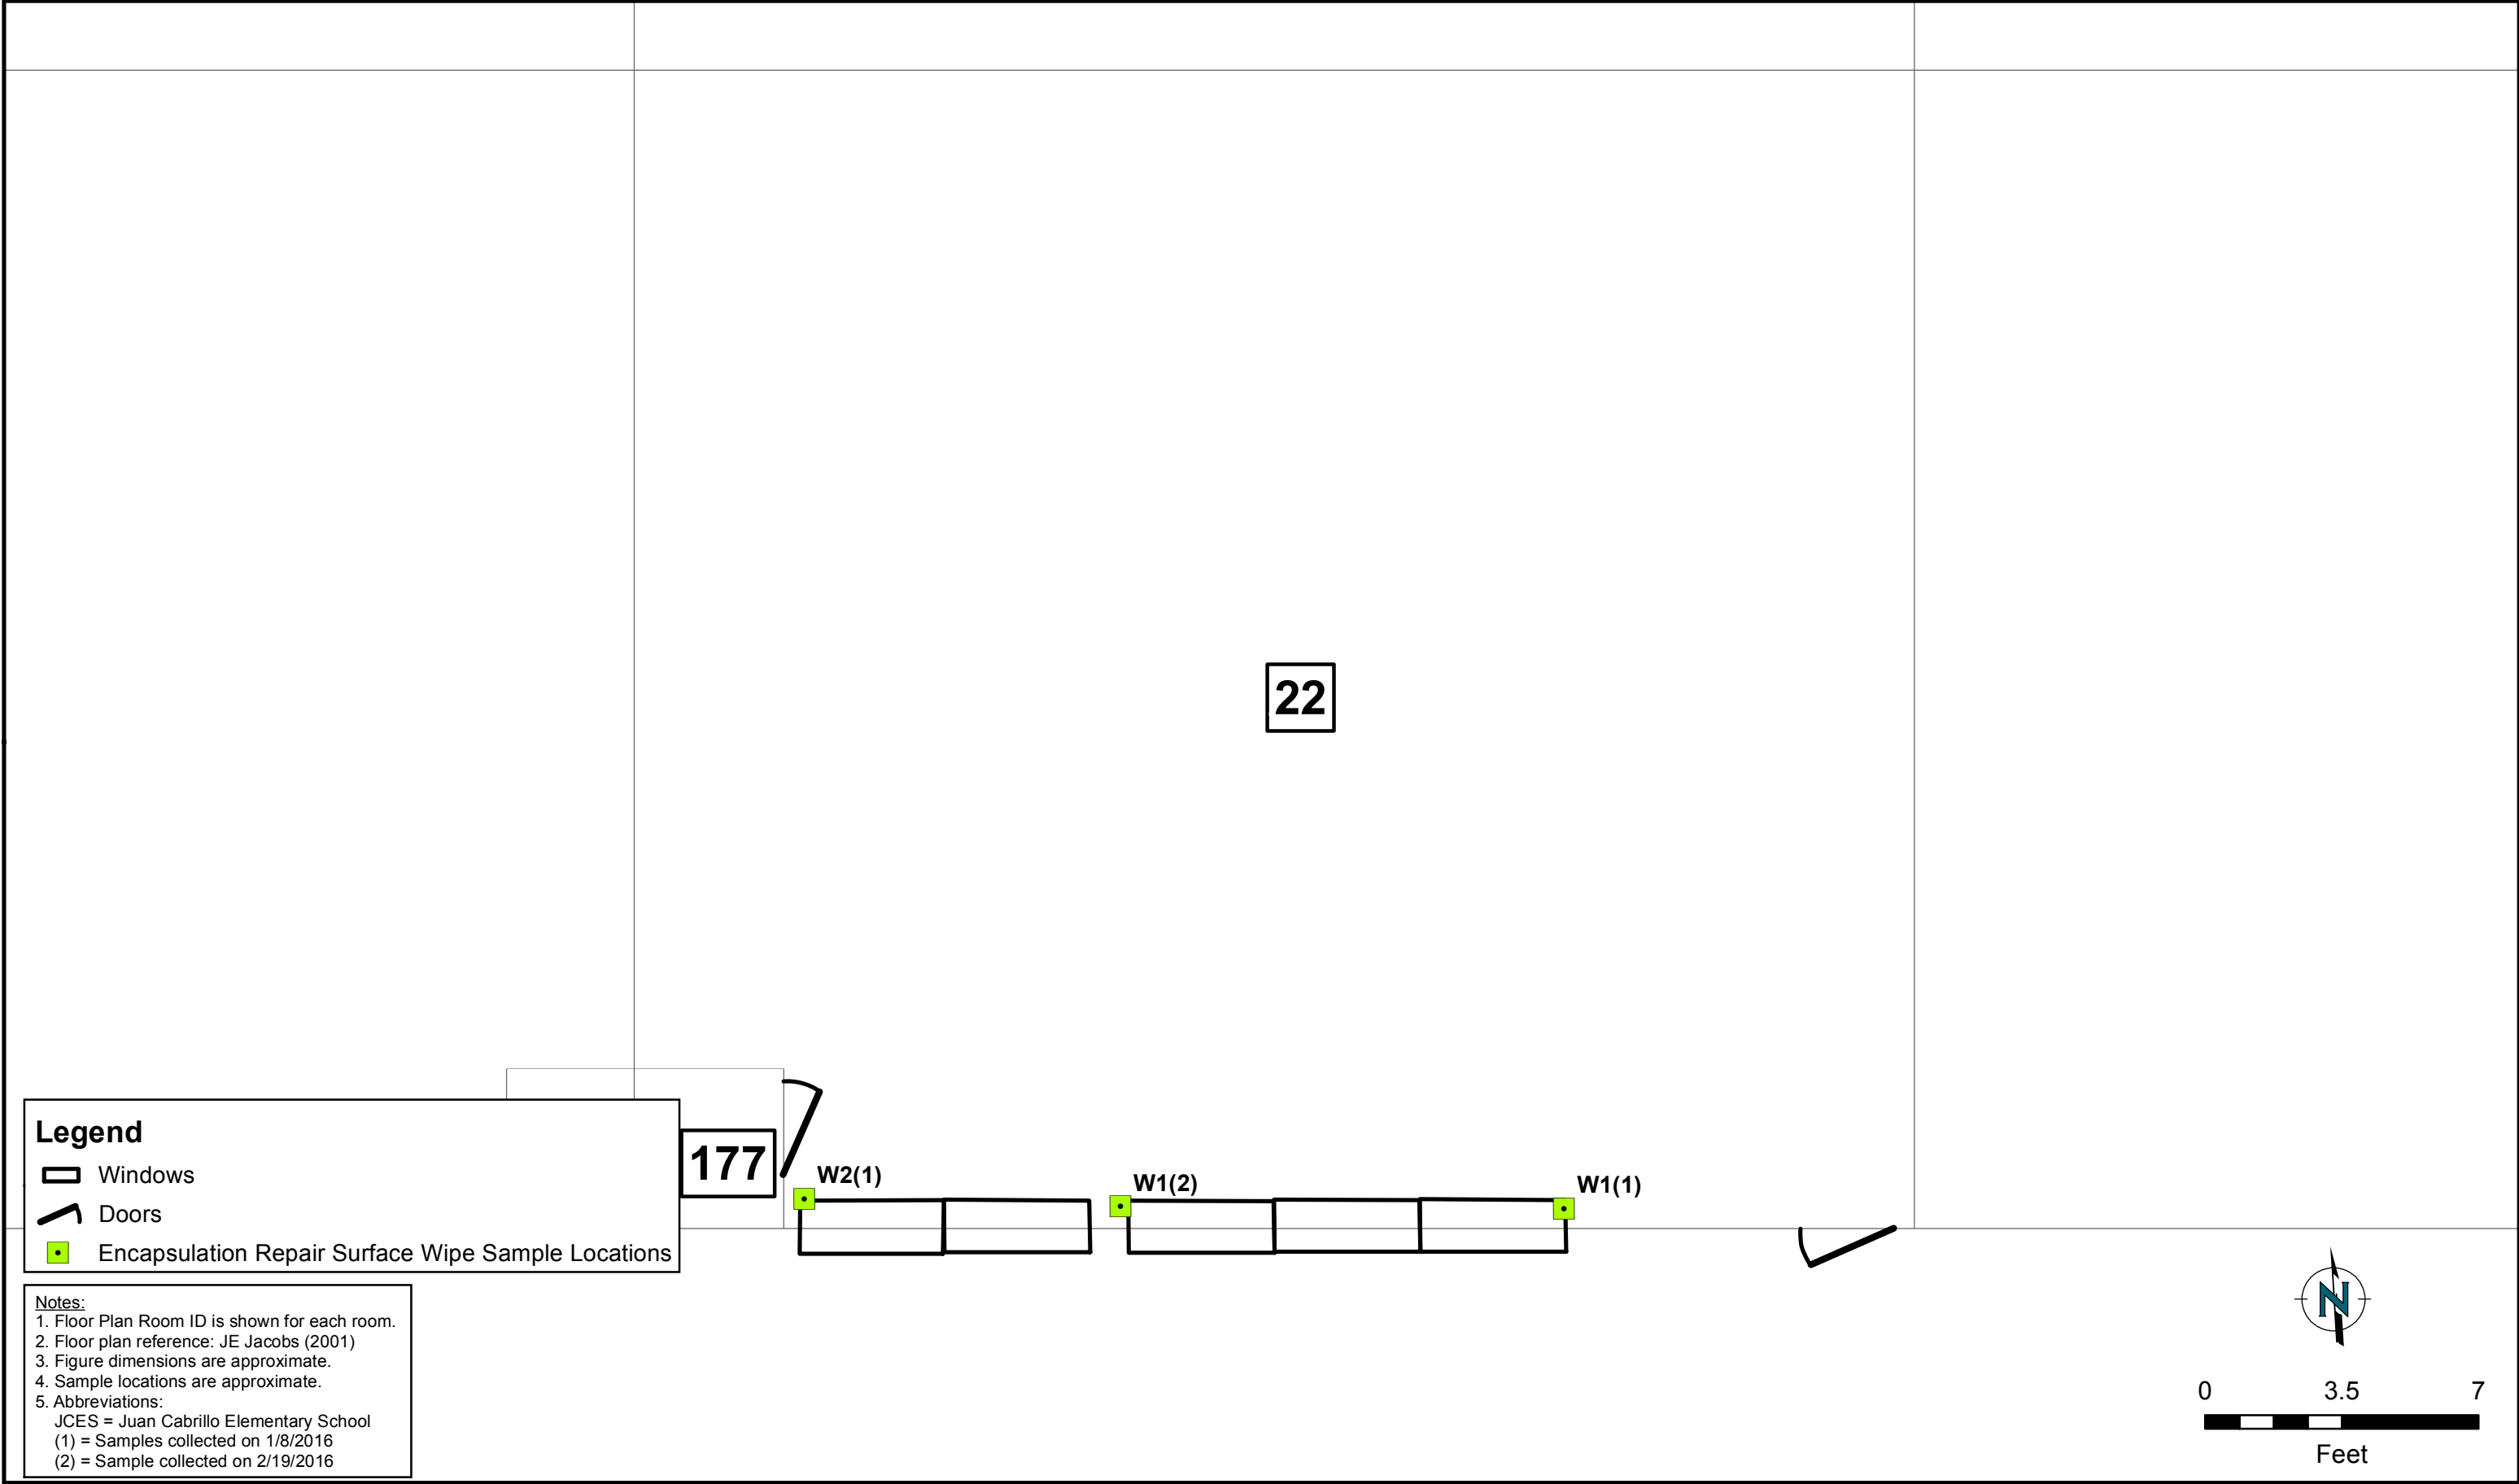 22
177
W2(1)
W1(2)
W1(1)
Legend
Windows
Doors
Encapsulation Repair Surface Wipe Sample Locations
Notes:
1. Floor Plan Room ID is shown for each room.
2. Floor plan reference: JE Jacobs (2001)
3. Figure dimensions are approximate.
4. Sample locations are approximate.
5. Abbreviations:
JCES = Juan Cabrillo Elementary School
(1) = Samples collected on 1/8/2016
(2) = Sample collected on 2/19/2016
N
0 3.5 7
Feet